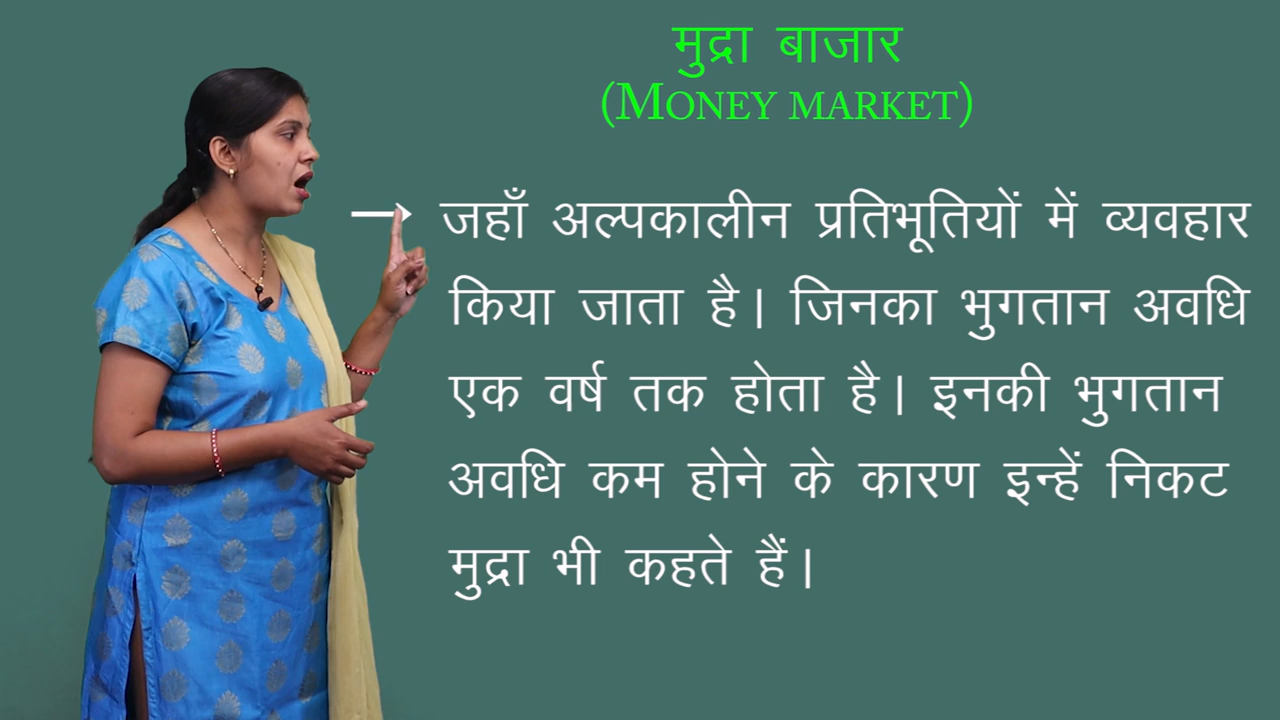 मुद्रा बाजार
(MONEY MARKET)
→ जहाँ अल्पकालीन प्रतिभूतियों में व्यवहार
किया जाता है। जिनका भुगतान अवधि
एक वर्ष तक होता है। इनकी भुगतान
अवधि कम होने के कारण इन्हें निकट
मुद्रा भी कहते हैं।